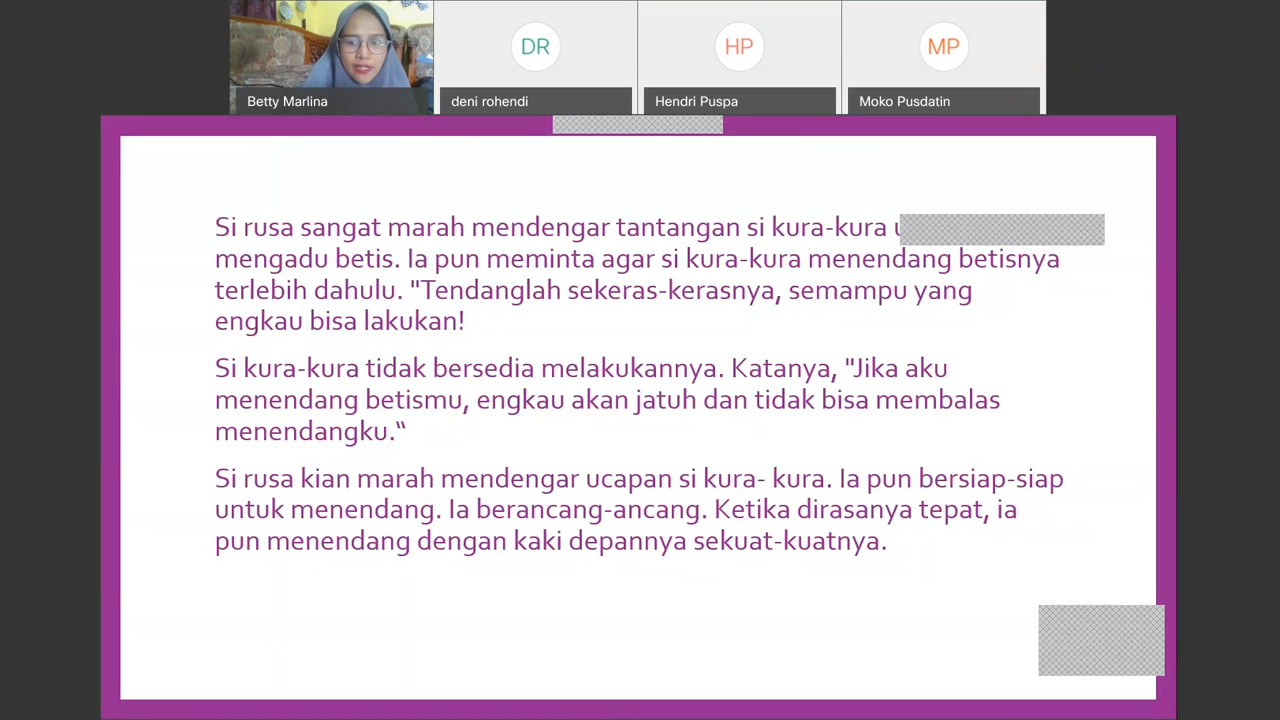 Betty Marlina
DR
deni rohendi
HP
Hendri Puspa
MP
Moko Pusdatin
Si rusa sangat marah mendengar tantangan si kura-kura
mengadu betis. Ia pun meminta agar si kura-kura menendang betisnya
terlebih dahulu. "Tendanglah sekeras-kerasnya, semampu yang
engkau bisa lakukan!
Si kura-kura tidak bersedia melakukannya. Katanya, "Jika aku
menendang betismu, engkau akan jatuh dan tidak bisa membalas
menendangku.“
Si rusa kian marah mendengar ucapan si kura- kura. Ia pun bersiap-siap
untuk menendang. Ia berancang-ancang. Ketika dirasanya tepat, ia
pun menendang dengan kaki depannya sekuat-kuatnya.